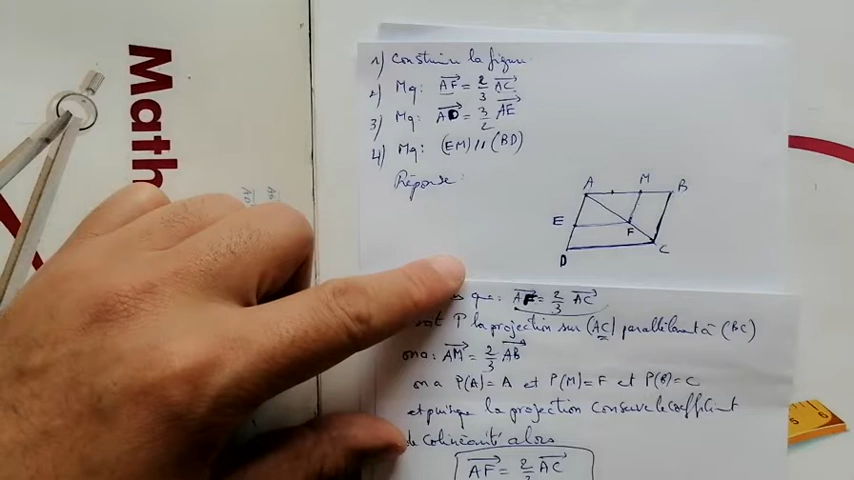 Math
1) Construire la figure
2) Mq: AF = 2/3 AC
3) Mq: AD = 3/2 AE
4) Mq: (EM) // (BD)
Réponse:
A M B
E F
D C
que: AF = 2/3 AC
soit P la projection sur (AC) parallèlement à (BC)
on a: AM = 2/3 AB
on a P(A) = A et P(M) = F et P(B) = C
et puisque la projection conserve le coefficient
de colinéarité alors
AF = 2/3 AC